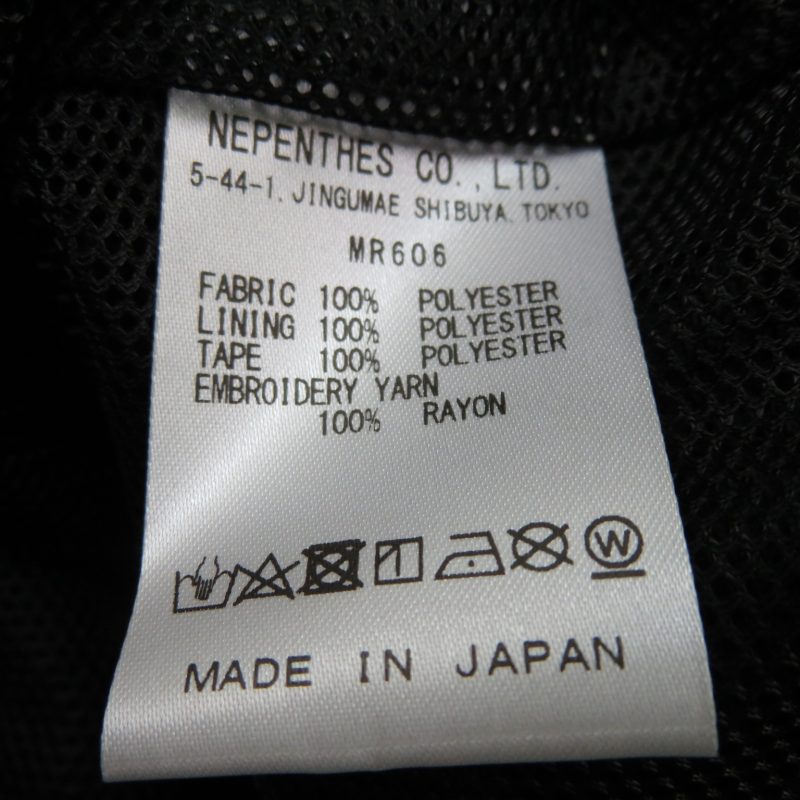 NEPENTHES CO.,LTD.
5-44-1, JINGUMAE SHIBUYA, TOKYO
MR606
FABRIC 100% POLYESTER
LINING 100% POLYESTER
TAPE 100% POLYESTER
EMBROIDERY YARN
100% RAYON
W
MADE IN JAPAN